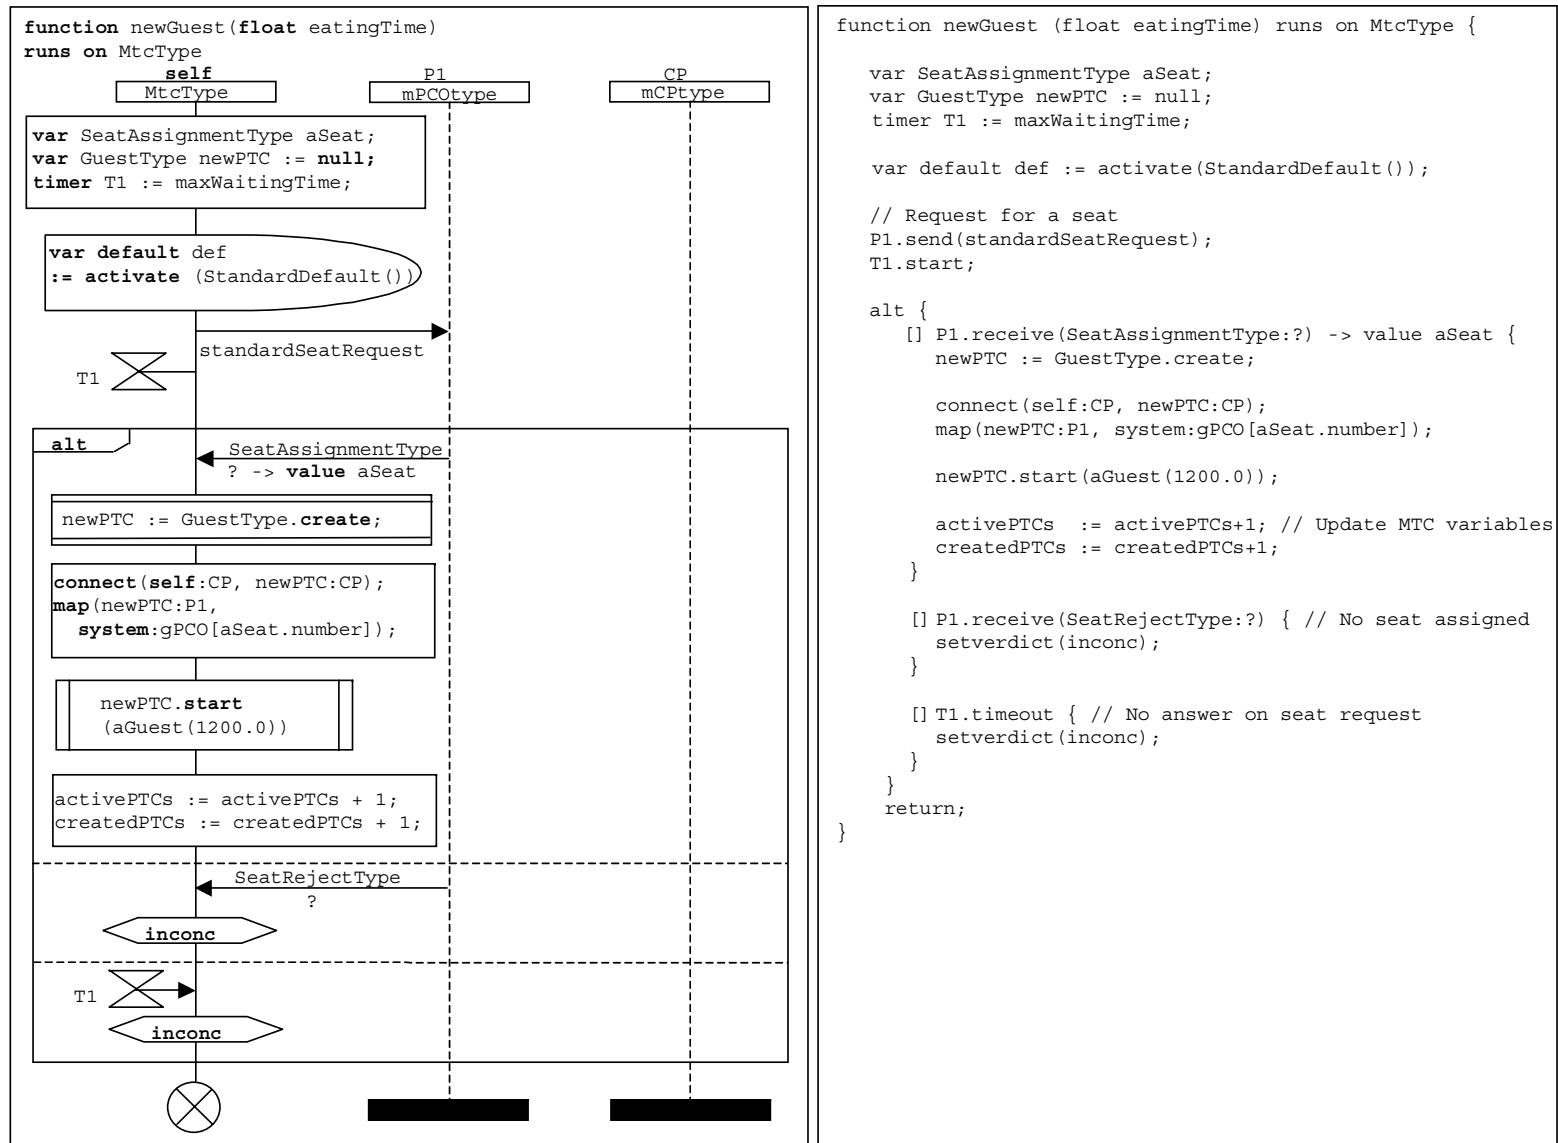 function newGuest(float eatingTime)
runs on MtcType
self
MtcType
P1
mPCOtype
CP
mCPtype
var SeatAssignmentType aSeat;
var GuestType newPTC := null;
timer T1 := maxWaitingTime;
var default def
:= activate (StandardDefault())
standardSeatRequest
T1
alt
SeatAssignmentType
? -> value aSeat
newPTC := GuestType.create;
connect(self:CP, newPTC:CP);
map(newPTC:P1,
system:gPCO[aSeat.number]);
newPTC.start
(aGuest(1200.0))
activePTCs := activePTCs + 1;
createdPTCs := createdPTCs + 1;
SeatRejectType
?
inconc
T1
inconc
function newGuest (float eatingTime) runs on MtcType {
var SeatAssignmentType aSeat;
var GuestType newPTC := null;
timer T1 := maxWaitingTime;
var default def := activate(StandardDefault());
// Request for a seat
P1.send(standardSeatRequest);
T1.start;
alt {
[] P1.receive(SeatAssignmentType:?) -> value aSeat {
newPTC := GuestType.create;
connect(self:CP, newPTC:CP);
map(newPTC:P1, system:gPCO[aSeat.number]);
newPTC.start(aGuest(1200.0));
activePTCs  := activePTCs+1; // Update MTC variables
createdPTCs := createdPTCs+1;
}
[] P1.receive(SeatRejectType:?) { // No seat assigned
setverdict(inconc);
}
[] T1.timeout { // No answer on seat request
setverdict(inconc);
}
}
return;
}